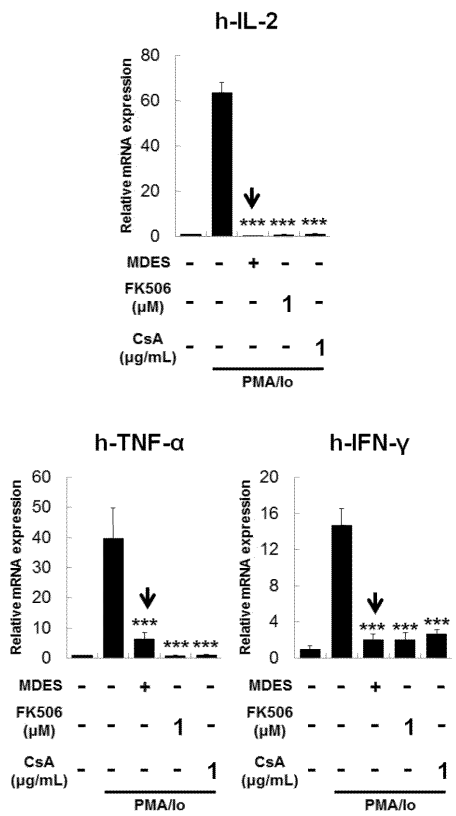 h-IL-2
Relative mRNA expression
80
60
40
20
0
*** *** ***
MDES - - + - -
FK506 (µM) - - - 1 -
CsA (µg/mL) - - - - 1
PMA/Io
h-TNF-α
Relative mRNA expression
60
50
40
30
20
10
0
*** *** ***
MDES - - + - -
FK506 (µM) - - - 1 -
CsA (µg/mL) - - - - 1
PMA/Io
h-IFN-γ
Relative mRNA expression
20
16
12
8
4
0
*** *** ***
MDES - - + - -
FK506 (µM) - - - 1 -
CsA (µg/mL) - - - - 1
PMA/Io